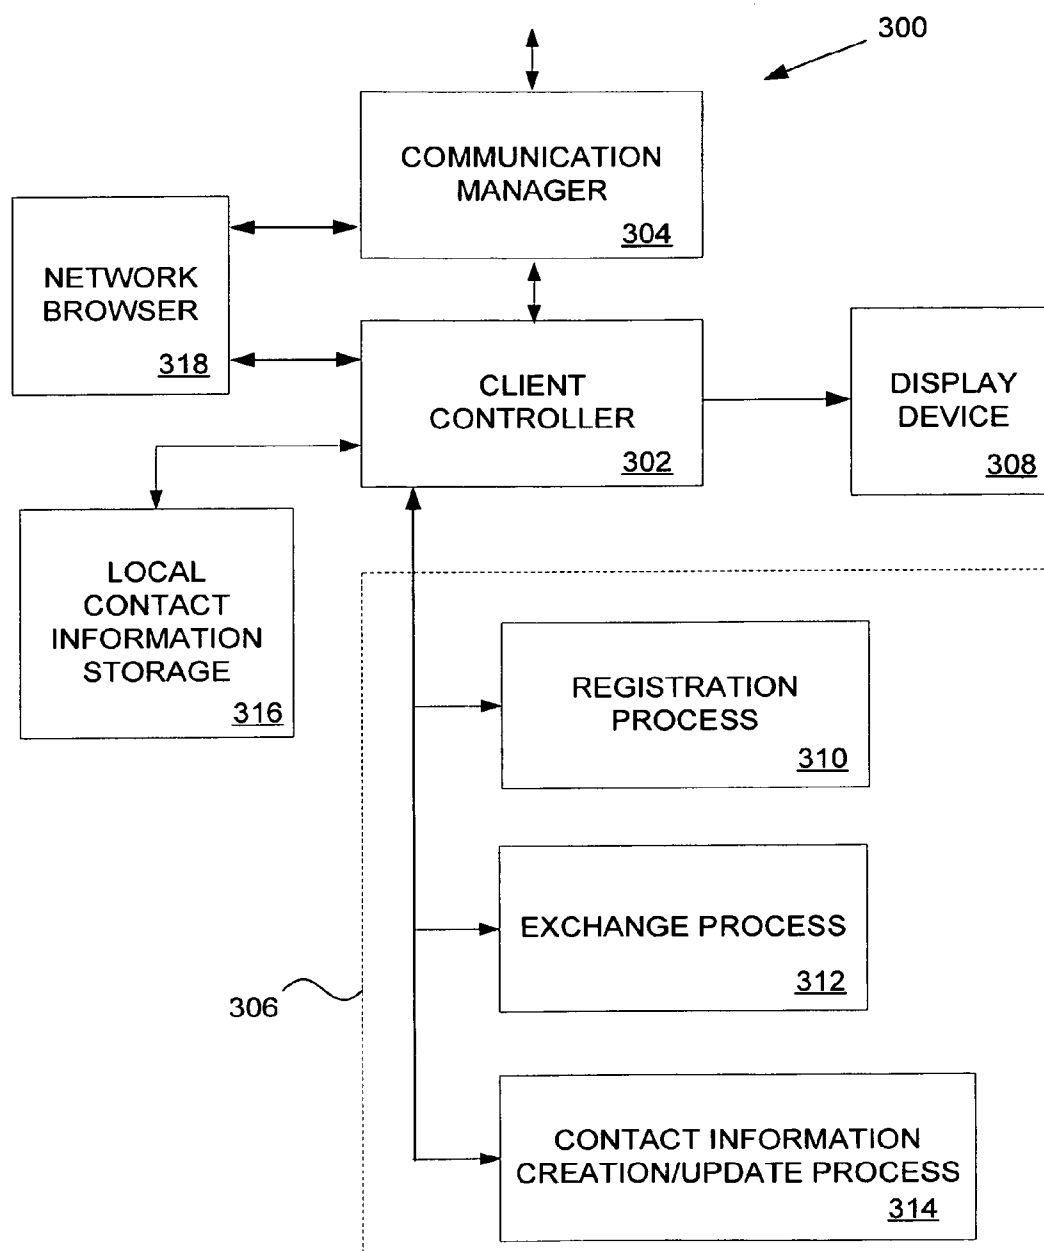 300
COMMUNICATION
MANAGER
304
NETWORK
BROWSER
318
CLIENT
CONTROLLER
302
DISPLAY
DEVICE
308
LOCAL
CONTACT
INFORMATION
STORAGE
316
REGISTRATION
PROCESS
310
EXCHANGE PROCESS
312
306
CONTACT INFORMATION
CREATION/UPDATE PROCESS
314